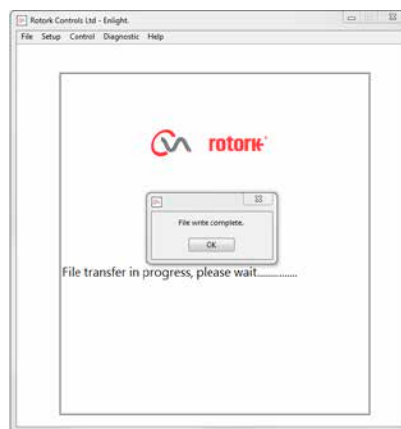 Rotork Controls Ltd - Enlight.
File Setup Control Diagnostic Help
rotork
File write complete.
OK
File transfer in progress, please wait..............